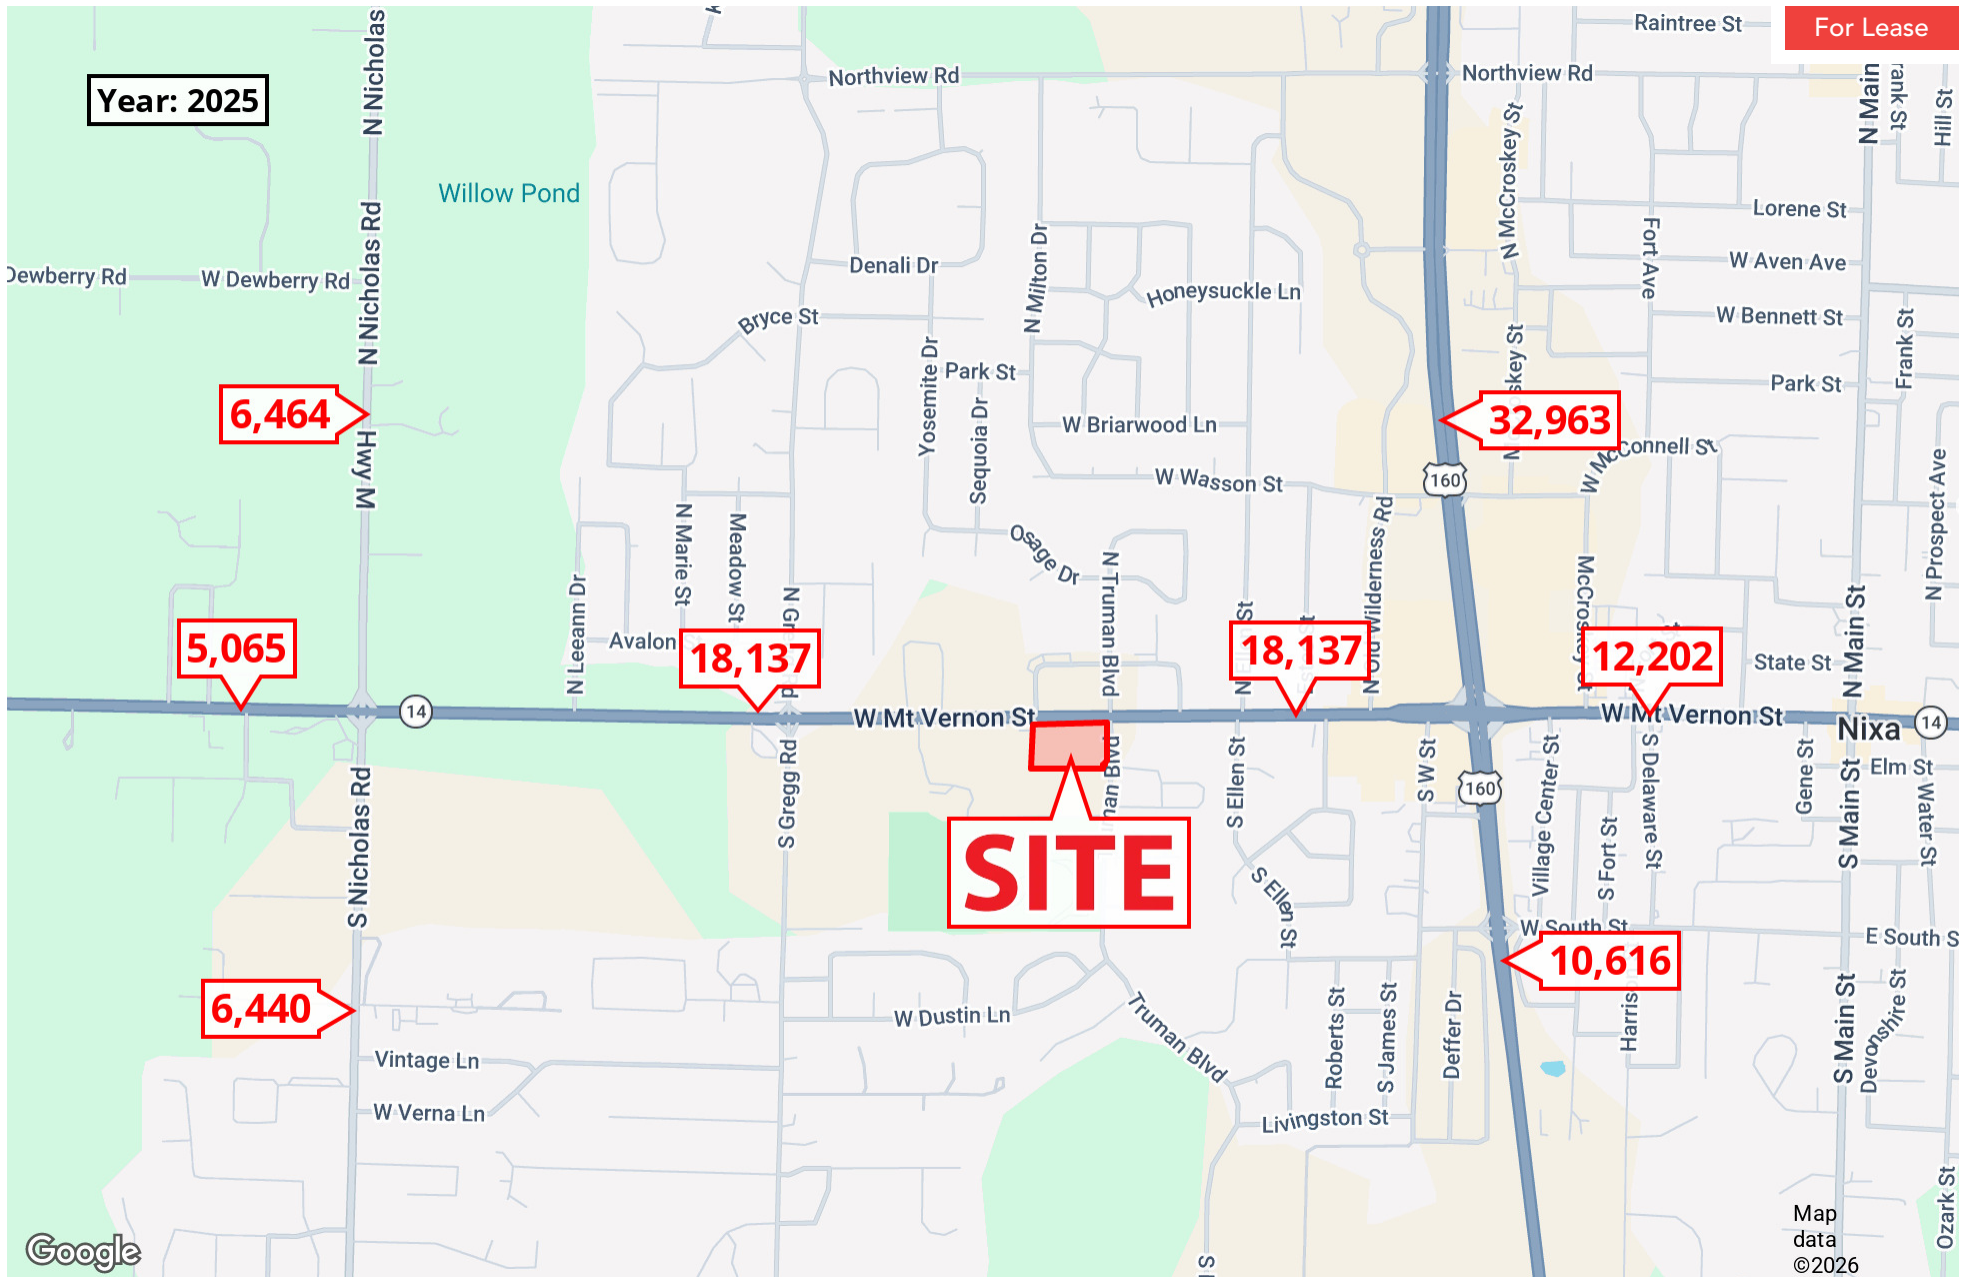 For Lease
Year: 2025
Raintree St
Northview Rd
Northview Rd
N Nicholas
N Main
Hill St
Willow Pond
N Nicholas Rd
N McCroskey St
Lorene St
Dewberry Rd
W Dewberry Rd
Denali Dr
N Milton Dr
Honeysuckle Ln
Fort Ave
W Aven Ave
Bryce St
W Bennett St
Frank St
Yosemite Dr
Park St
Park St
6,464
Sequoia Dr
W Briarwood Ln
32,963
Hwy M
W McConnell St
W Wasson St
160
N Prospect Ave
N Marie St
Meadow St
Osage Dr
N Truman Blvd
N Old Wilderness Rd
N Leeann Dr
Avalon
N Main St
5,065
18,137
18,137
12,202
State St
14
W Mt Vernon St
W Mt Vernon St
Nixa
14
S Nicholas Rd
S Gregg Rd
S Ellen St
S W St
160
Village Center St
S Delaware St
Gene St
Elm St
S Main St
Water St
S Fort St
SITE
S Ellen St
W South St
E South S
10,616
6,440
W Dustin Ln
Truman Blvd
Roberts St
S James St
Deffer Dr
Harris
S Main St
Devonshire St
Vintage Ln
W Verna Ln
Livingston St
Ozark St
Google
Map
data
©2026